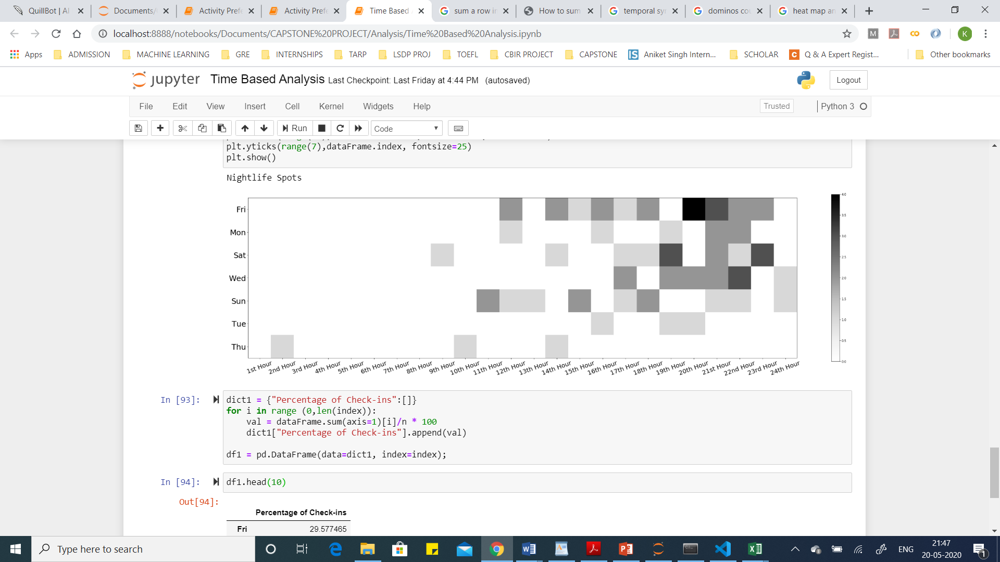 QuillBot | AI
Documents/
Activity Prefe
Activity Prefe
Time Based
sum a row in
How to sum
temporal syn
dominos cou
heat map an
localhost:8888/notebooks/Documents/CAPSTONE%20PROJECT/Analysis/Time%20Based%20Analysis.ipynb
M
K
Apps
ADMISSION
MACHINE LEARNING
GRE
INTERNSHIPS
TARP
LSDP PROJ
TOEFL
CBIR PROJECT
CAPSTONE
IS
Aniket Singh Intern...
SCHOLAR
C
Q & A Expert Regist...
Other bookmarks
jupyter
Time Based Analysis Last Checkpoint: Last Friday at 4:44 PM (autosaved)
Logout
File
Edit
View
Insert
Cell
Kernel
Widgets
Help
Trusted
Python 3
Run
Code
plt.yticks(range(7),dataFrame.index, fontsize=25)
plt.show()
Nightlife Spots
Fri
Mon
Sat
Wed
Sun
Tue
Thu
1st Hour
2nd Hour
3rd Hour
4th Hour
5th Hour
6th Hour
7th Hour
8th Hour
9th Hour
10th Hour
11th Hour
12th Hour
13th Hour
14th Hour
15th Hour
16th Hour
17th Hour
18th Hour
19th Hour
20th Hour
21st Hour
22nd Hour
23rd Hour
24th Hour
4.0
3.5
3.0
2.5
2.0
1.5
1.0
0.5
0.0
In [93]:
dict1 = {"Percentage of Check-ins":[]}
for i in range (0,len(index)):
    val = dataFrame.sum(axis=1)[i]/n * 100
    dict1["Percentage of Check-ins"].append(val)
df1 = pd.DataFrame(data=dict1, index=index);
In [94]:
df1.head(10)
Out[94]:
Percentage of Check-ins
Fri 29.577465
Type here to search
ENG
21:47
20-05-2020
1